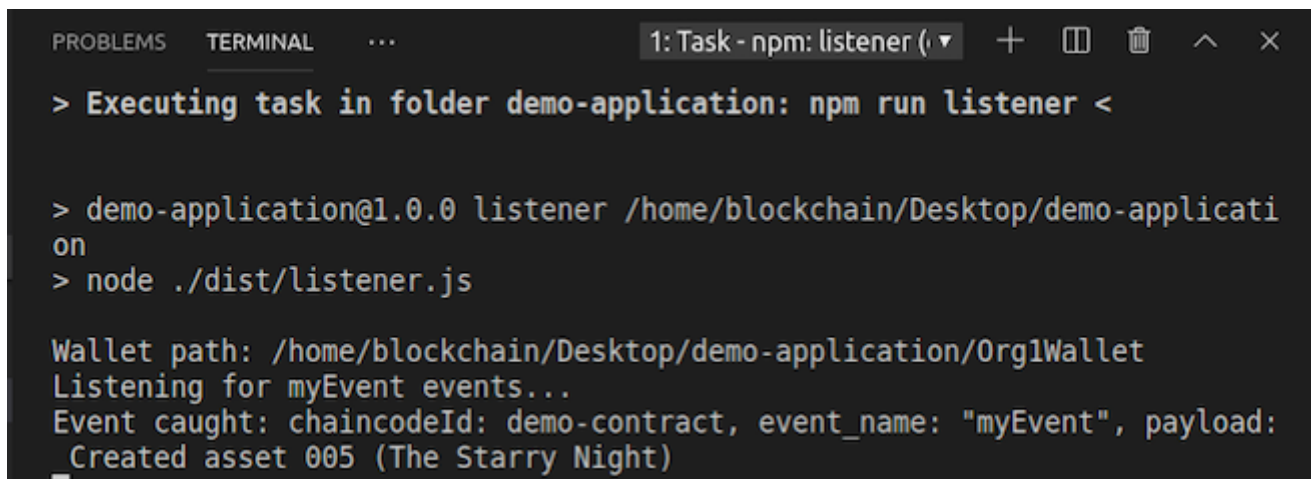 PROBLEMS TERMINAL ... 1: Task - npm: listener (
> Executing task in folder demo-application: npm run listener <
> demo-application@1.0.0 listener /home/blockchain/Desktop/demo-applicati
on
> node ./dist/listener.js
Wallet path: /home/blockchain/Desktop/demo-application/Org1Wallet
Listening for myEvent events...
Event caught: chaincodeId: demo-contract, event_name: "myEvent", payload:
Created asset 005 (The Starry Night)